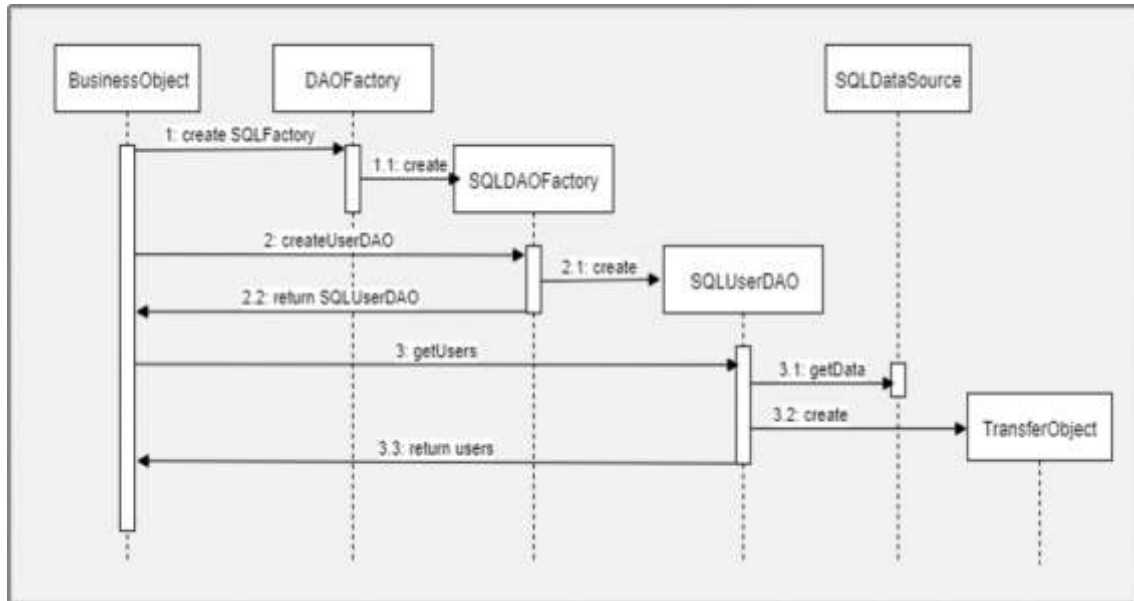 BusinessObject
DAOFactory
SQLDataSource
1: create SQLFactory
1.1: create
SQLDAOFactory
2: createUserDAO
2.1: create
SQLUserDAO
2.2: return SQLUserDAO
3: getUsers
3.1: getData
3.2: create
TransferObject
3.3: return users